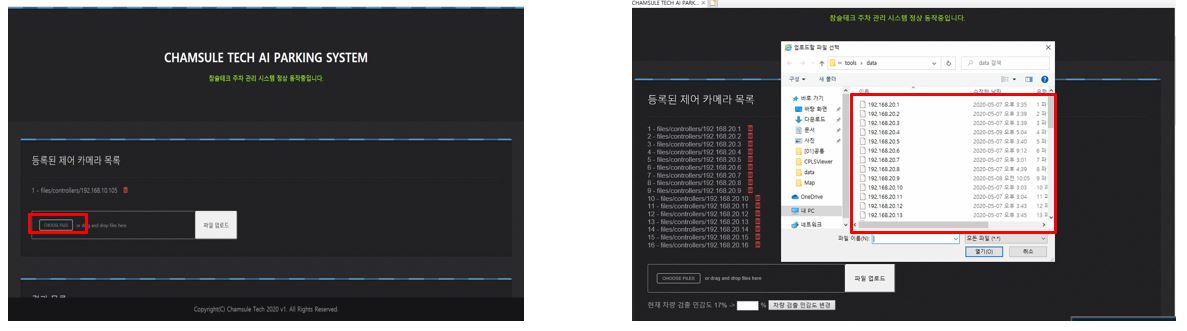 CHAMSULE TECH AI PARKING SYSTEM
참슬테크 주차 관리 시스템 정상 동작중입니다.
등록된 제어 카메라 목록
1 - files/controllers/192.168.10.105
CHOOSE FILES or drag and drop files here
파일 업로드
Copyright(C) Chamsule Tech 2020 v1. All Rights Reserved.
CHAMSULE TECH AI PARK...
참슬테크 주차 관리 시스템 정상 동작중입니다.
등록된 제어 카메라 목록
1 - files/controllers/192.168.20.1
2 - files/controllers/192.168.20.2
3 - files/controllers/192.168.20.3
4 - files/controllers/192.168.20.4
5 - files/controllers/192.168.20.5
6 - files/controllers/192.168.20.6
7 - files/controllers/192.168.20.7
8 - files/controllers/192.168.20.8
9 - files/controllers/192.168.20.9
10 - files/controllers/192.168.20.10
11 - files/controllers/192.168.20.11
12 - files/controllers/192.168.20.12
13 - files/controllers/192.168.20.13
14 - files/controllers/192.168.20.14
15 - files/controllers/192.168.20.15
16 - files/controllers/192.168.20.16
CHOOSE FILES or drag and drop files here
파일 업로드
현재 차량 검출 민감도 17% -> % 차량 검출 민감도 변경
업로드할 파일 선택
tools › data
data 검색
구성 새 폴더
바로 가기
바탕 화면
다운로드
문서
사진
[01]공통
CPLSViewer
data
Map
OneDrive
내 PC
네트워크
이름 수정한 날짜
192.168.20.1 2020-05-07 오후 3:35 1 파
192.168.20.2 2020-05-07 오후 3:39 2 파
192.168.20.3 2020-05-07 오후 3:39 3 파
192.168.20.4 2020-05-09 오후 5:04 4 파
192.168.20.5 2020-05-07 오후 3:40 5 파
192.168.20.6 2020-05-07 오후 9:12 6 파
192.168.20.7 2020-05-07 오후 3:01 7 파
192.168.20.8 2020-05-07 오후 4:39 8 파
192.168.20.9 2020-05-08 오전 10:05 9 파
192.168.20.10 2020-05-07 오후 3:03 10 파
192.168.20.11 2020-05-07 오후 3:04 11 파
192.168.20.12 2020-05-07 오후 3:43 12 파
192.168.20.13 2020-05-07 오후 3:45 13 파
파일 이름(N): 모든 파일 (*.*)
열기(O) 취소